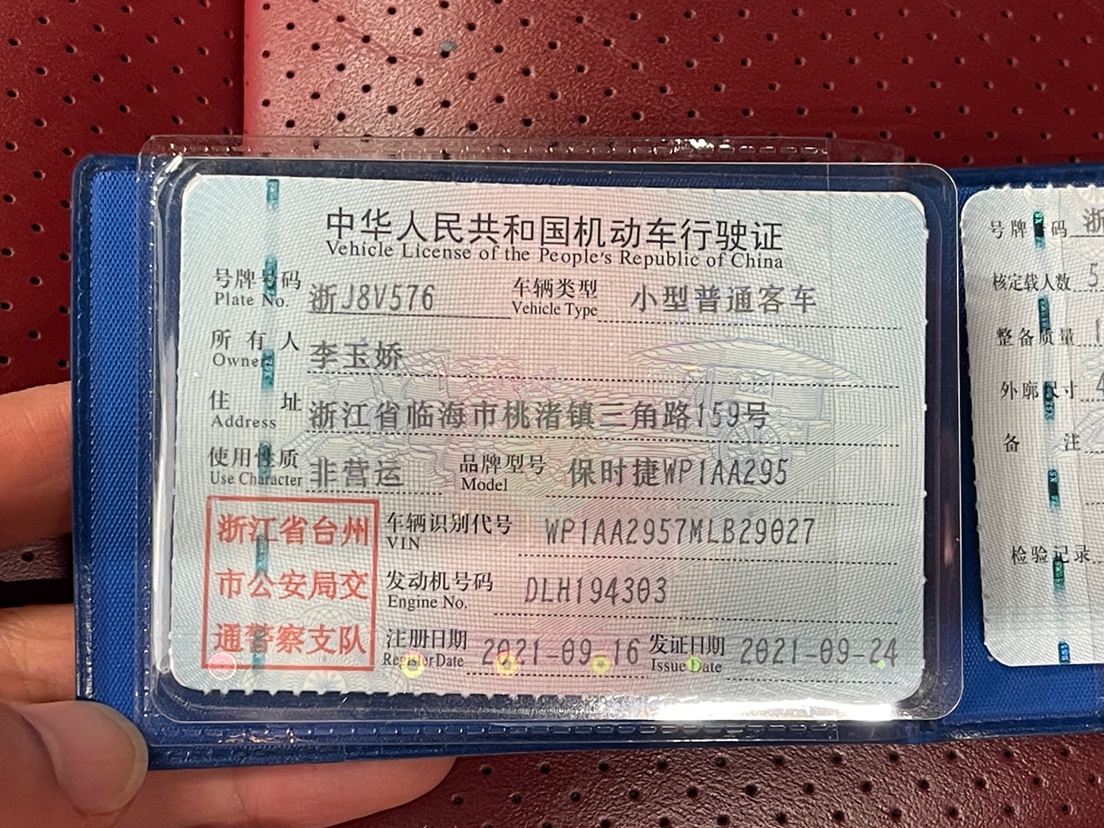 中华人民共和国机动车行驶证
Vehicle License of the People's Republic of China
号牌号码 浙J8V576 车辆类型 小型普通客车
Plate No. Vehicle Type
所有人 李玉娇
Owner
住址 浙江省临海市桃渚镇三角路159号
Address
使用性质 非营运 品牌型号 保时捷WP1AA295
Use Character Model
浙江省台州
市公安局交
通警察支队
车辆识别代号 WP1AA2957MLB29027
VIN
发动机号码 DLH194303
Engine No.
注册日期 2021-09-16 发证日期 2021-09-24
Register Date Issue Date
号牌号码 浙
核定载人数 5
整备质量 1
外廓尺寸 4
备注
检验记录